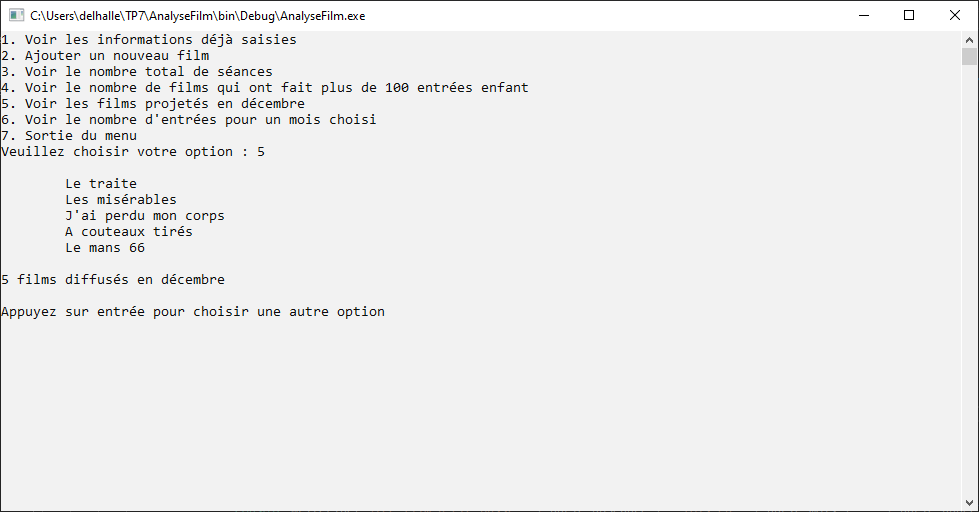 C:\Users\delhalle\TP7\AnalyseFilm\bin\Debug\AnalyseFilm.exe
1. Voir les informations déjà saisies
2. Ajouter un nouveau film
3. Voir le nombre total de séances
4. Voir le nombre de films qui ont fait plus de 100 entrées enfant
5. Voir les films projetés en décembre
6. Voir le nombre d'entrées pour un mois choisi
7. Sortie du menu
Veuillez choisir votre option : 5
Le traite
Les misérables
J'ai perdu mon corps
A couteaux tirés
Le mans 66
5 films diffusés en décembre
Appuyez sur entrée pour choisir une autre option